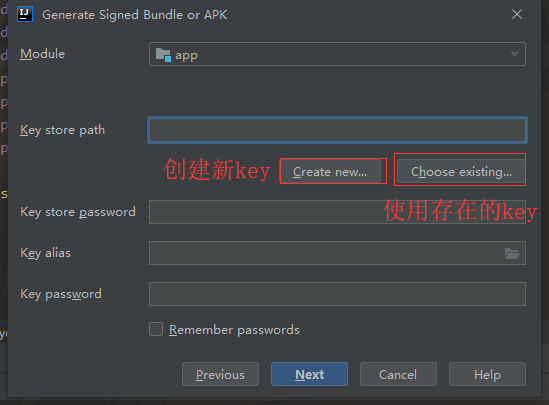 IJ Generate Signed Bundle or APK
Module
app
Key store path
创建新key
Create new...
Choose existing...
Key store password
使用存在的key
Key alias
Key password
Remember passwords
Previous
Next
Cancel
Help